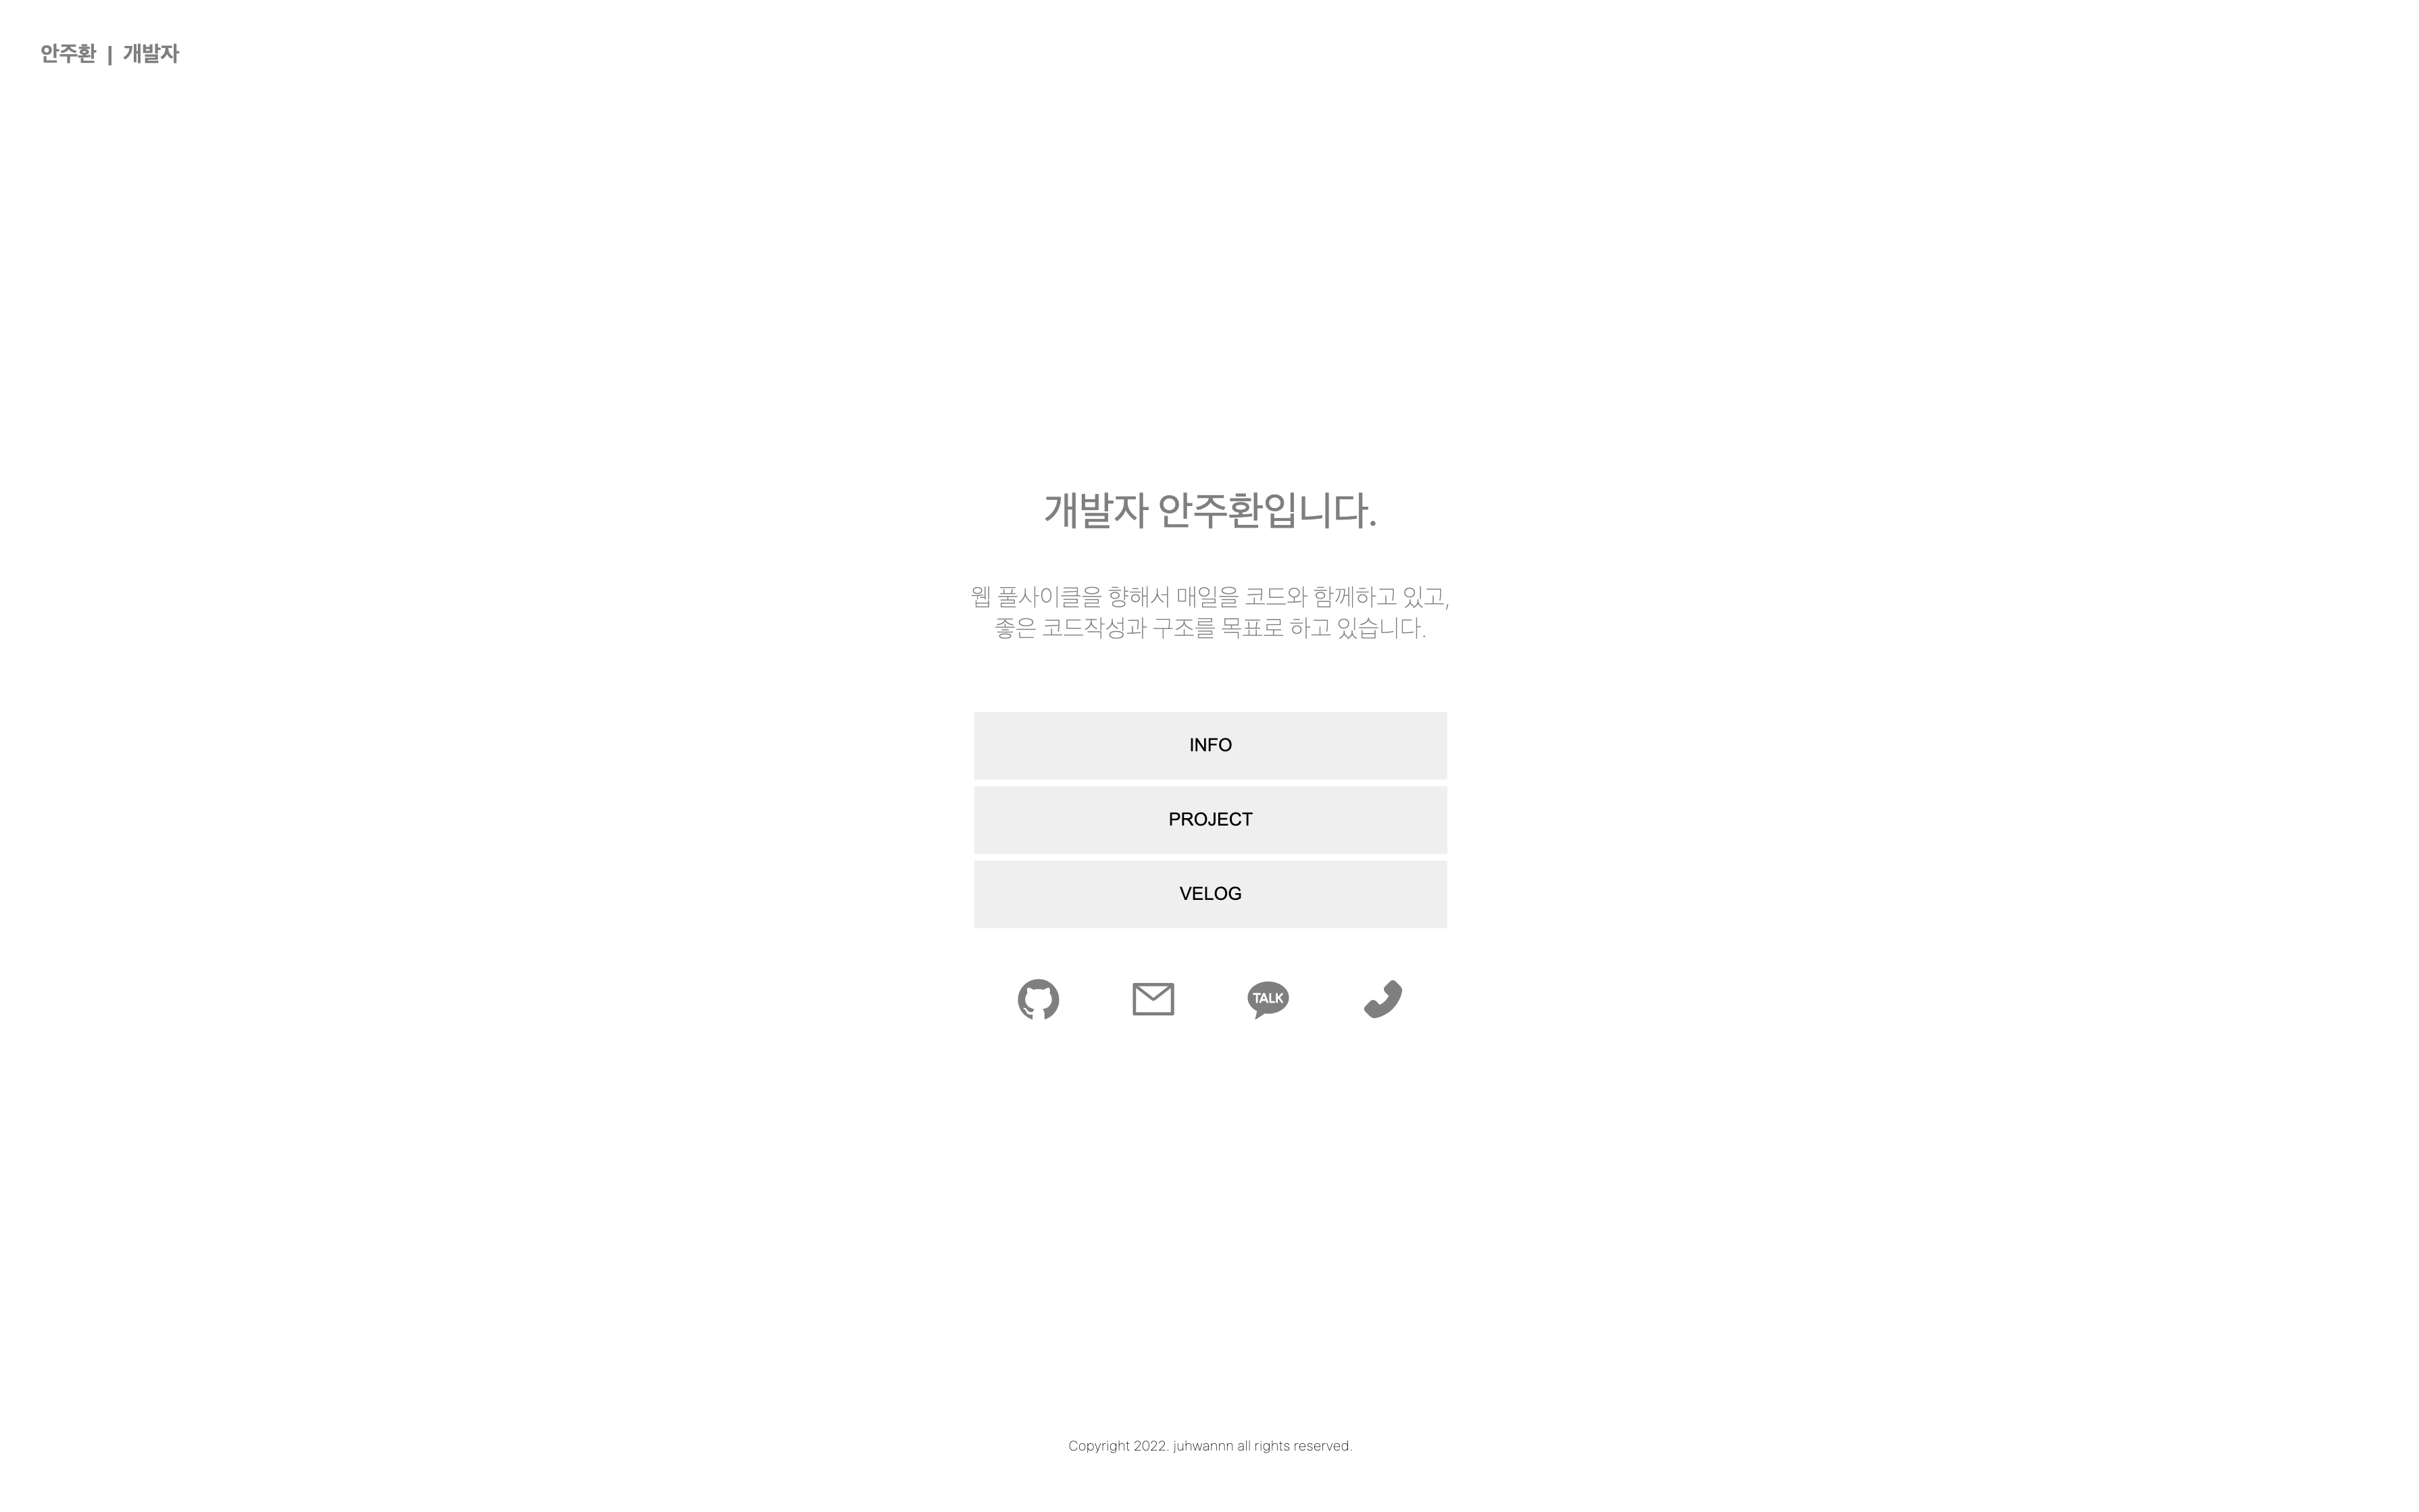 안주환 | 개발자
개발자 안주환입니다.
웹 풀사이클을 향해서 매일을 코드와 함께하고 있고,
좋은 코드작성과 구조를 목표로 하고 있습니다.
INFO
PROJECT
VELOG
TALK
Copyright 2022. juhwannn all rights reserved.